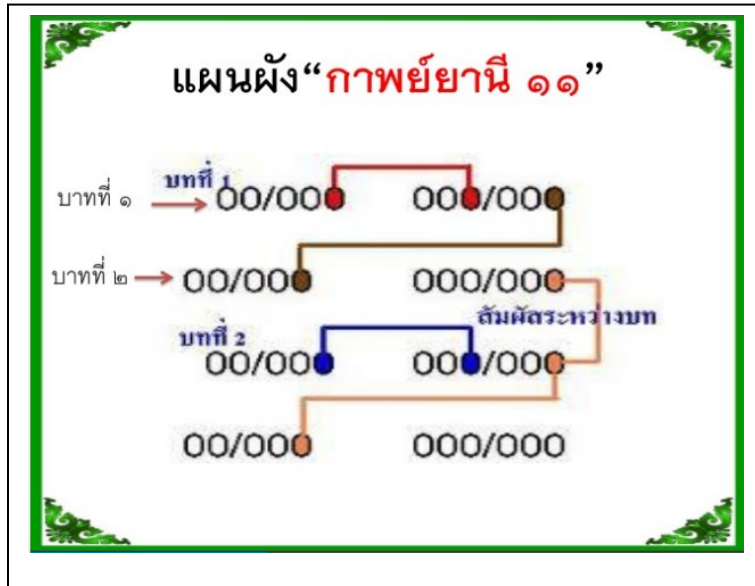 แผนผัง“กาพย์ยานี ๑๑”
บทที่ 1
บาทที่ ๑ OO/OOO OOO/OOO
บาทที่ ๒ OO/OOO OOO/OOO
สัมผัสระหว่างบท
บทที่ 2
OO/OOO OOO/OOO
OO/OOO OOO/OOO